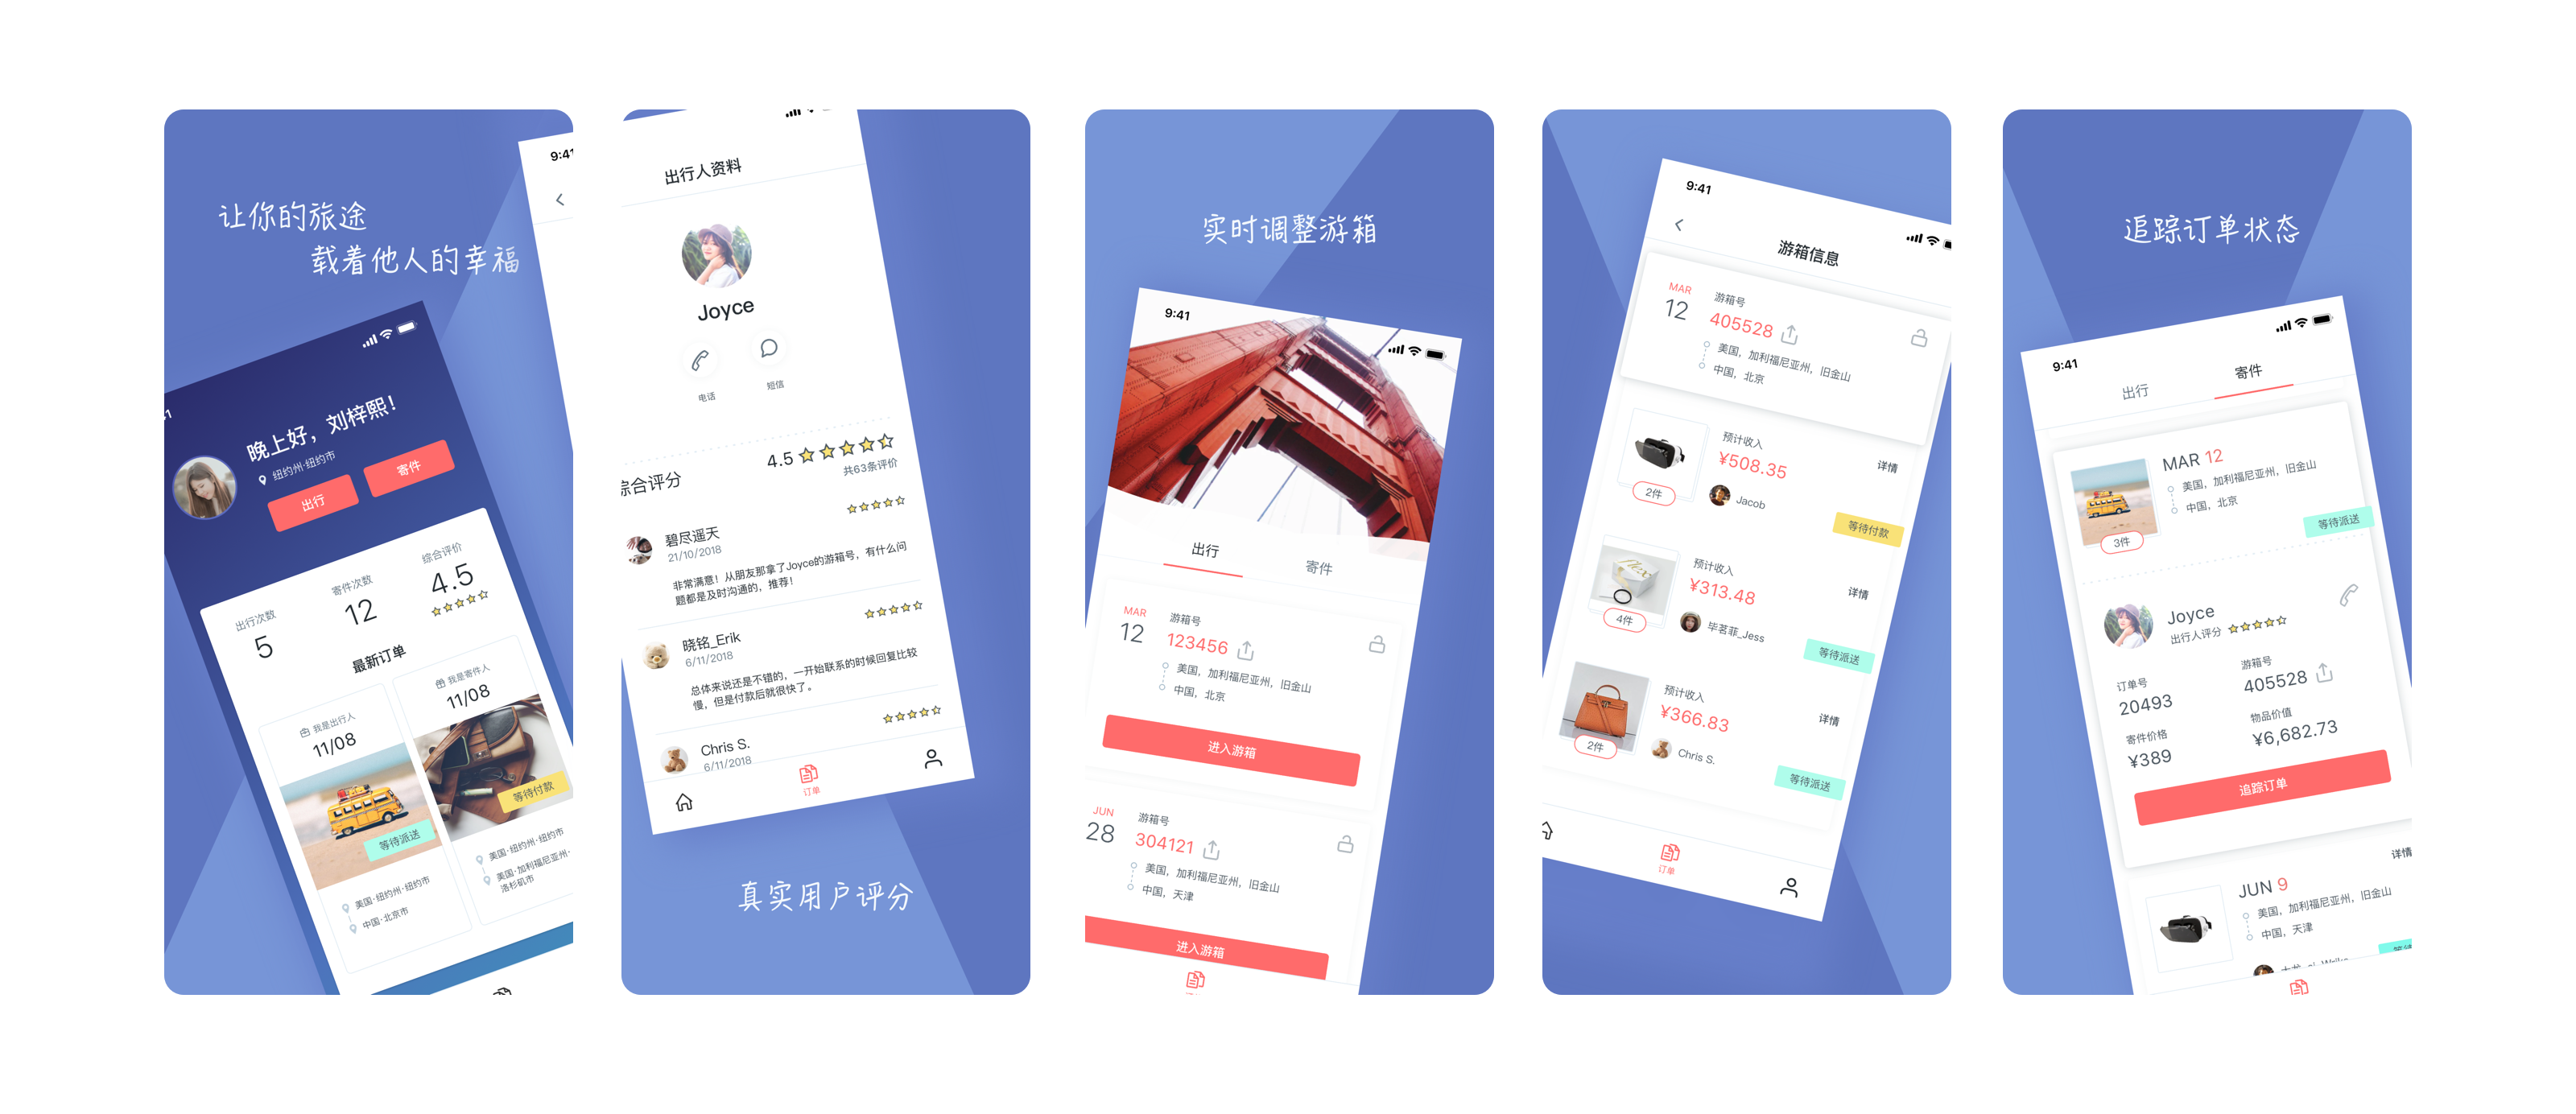 让你的旅途
载着他人的幸福
晚上好，刘梓熙！
纽约州·纽约市
出行
寄件
出行次数
5
寄件次数
12
综合评价
4.5
最新订单
我是出行人
11/08
等待派送
美国·纽约州·纽约市
中国·北京市
我是寄件人
11/08
等待付款
美国·纽约州·纽约市
美国·加利福尼亚州·
洛杉矶市
9:41
出行人资料
Joyce
电话
短信
综合评分
4.5
共63条评价
碧尽遥天
21/10/2018
非常满意！从朋友那拿了Joyce的游箱号，有什么问
题都是及时沟通的，推荐！
晓铭_Erik
6/11/2018
总体来说还是不错的，一开始联系的时候回复比较
慢，但是付款后就很快了。
Chris S.
6/11/2018
订单
真实用户评分
实时调整游箱
9:41
出行
寄件
MAR
12
游箱号
123456
美国，加利福尼亚州，旧金山
中国，北京
进入游箱
JUN
28
游箱号
304121
美国，加利福尼亚州，旧金山
中国，天津
进入游箱
9:41
游箱信息
MAR
12
游箱号
405528
美国，加利福尼亚州，旧金山
中国，北京
预计收入
¥508.35
详情
2件
Jacob
等待付款
预计收入
¥313.48
详情
4件
毕茗菲_Jess
等待派送
预计收入
¥366.83
详情
2件
Chris S.
等待派送
订单
追踪订单状态
9:41
出行
寄件
MAR 12
美国，加利福尼亚州，旧金山
中国，北京
3件
等待派送
Joyce
出行人评分
订单号
20493
游箱号
405528
寄件价格
¥389
物品价值
¥6,682.73
追踪订单
详情
JUN 9
美国，加利福尼亚州，旧金山
中国，天津